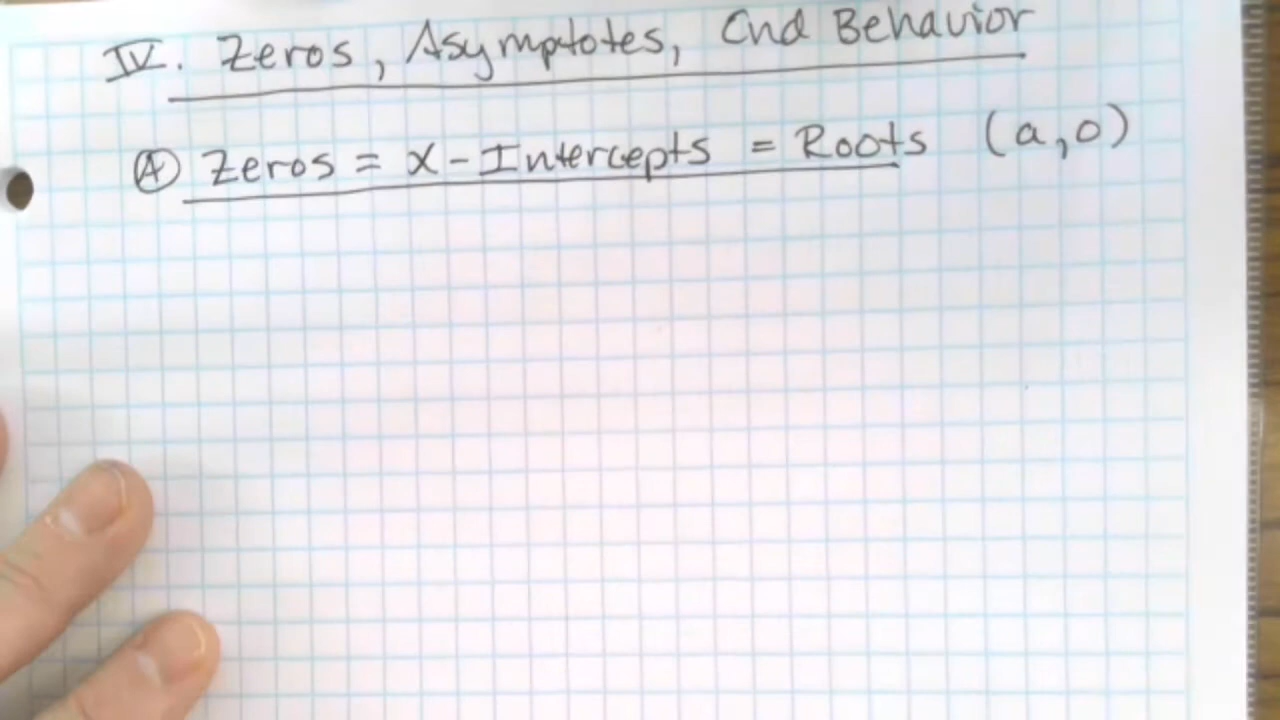 IV. Zeros, Asymptotes, End Behavior
Ⓐ Zeros = x-Intercepts = Roots (a,0)